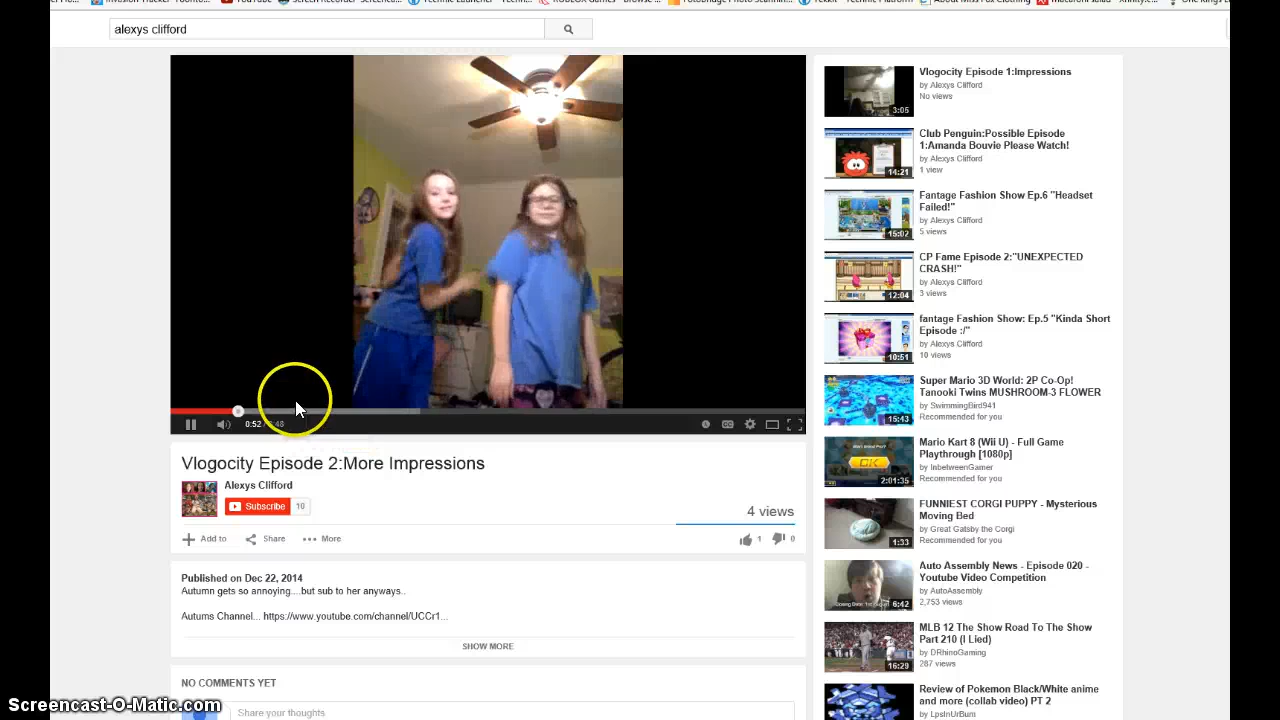 alexys clifford
0:52
Vlogocity Episode 2:More Impressions
Alexys Clifford
Subscribe 10
4 views
Add to Share More 1 0
Published on Dec 22, 2014
Autumn gets so annoying....but sub to her anyways..
Autums Channel... https://www.youtube.com/channel/UCCr1...
SHOW MORE
NO COMMENTS YET
Share your thoughts
Vlogocity Episode 1:Impressions
by Alexys Clifford
No views
3:05
Club Penguin:Possible Episode
1:Amanda Bouvie Please Watch!
by Alexys Clifford
1 view
14:21
Fantage Fashion Show Ep.6 "Headset
Failed!"
by Alexys Clifford
5 views
15:02
CP Fame Episode 2:"UNEXPECTED
CRASH!"
by Alexys Clifford
3 views
12:04
fantage Fashion Show: Ep.5 "Kinda Short
Episode :/"
by Alexys Clifford
10 views
10:51
Super Mario 3D World: 2P Co-Op!
Tanooki Twins MUSHROOM-3 FLOWER
by SwimmingBird941
Recommended for you
15:43
Mario Kart 8 (Wii U) - Full Game
Playthrough [1080p]
by InbetweenGamer
Recommended for you
OK
2:01:35
FUNNIEST CORGI PUPPY - Mysterious
Moving Bed
by Great Gatsby the Corgi
Recommended for you
1:33
Auto Assembly News - Episode 020 -
Youtube Video Competition
by AutoAssembly
2,753 views
6:42
MLB 12 The Show Road To The Show
Part 210 (I Lied)
by DRhinoGaming
287 views
16:29
Review of Pokemon Black/White anime
and more (collab video) PT 2
by LpsInUrBum
Screencast-O-Matic.com